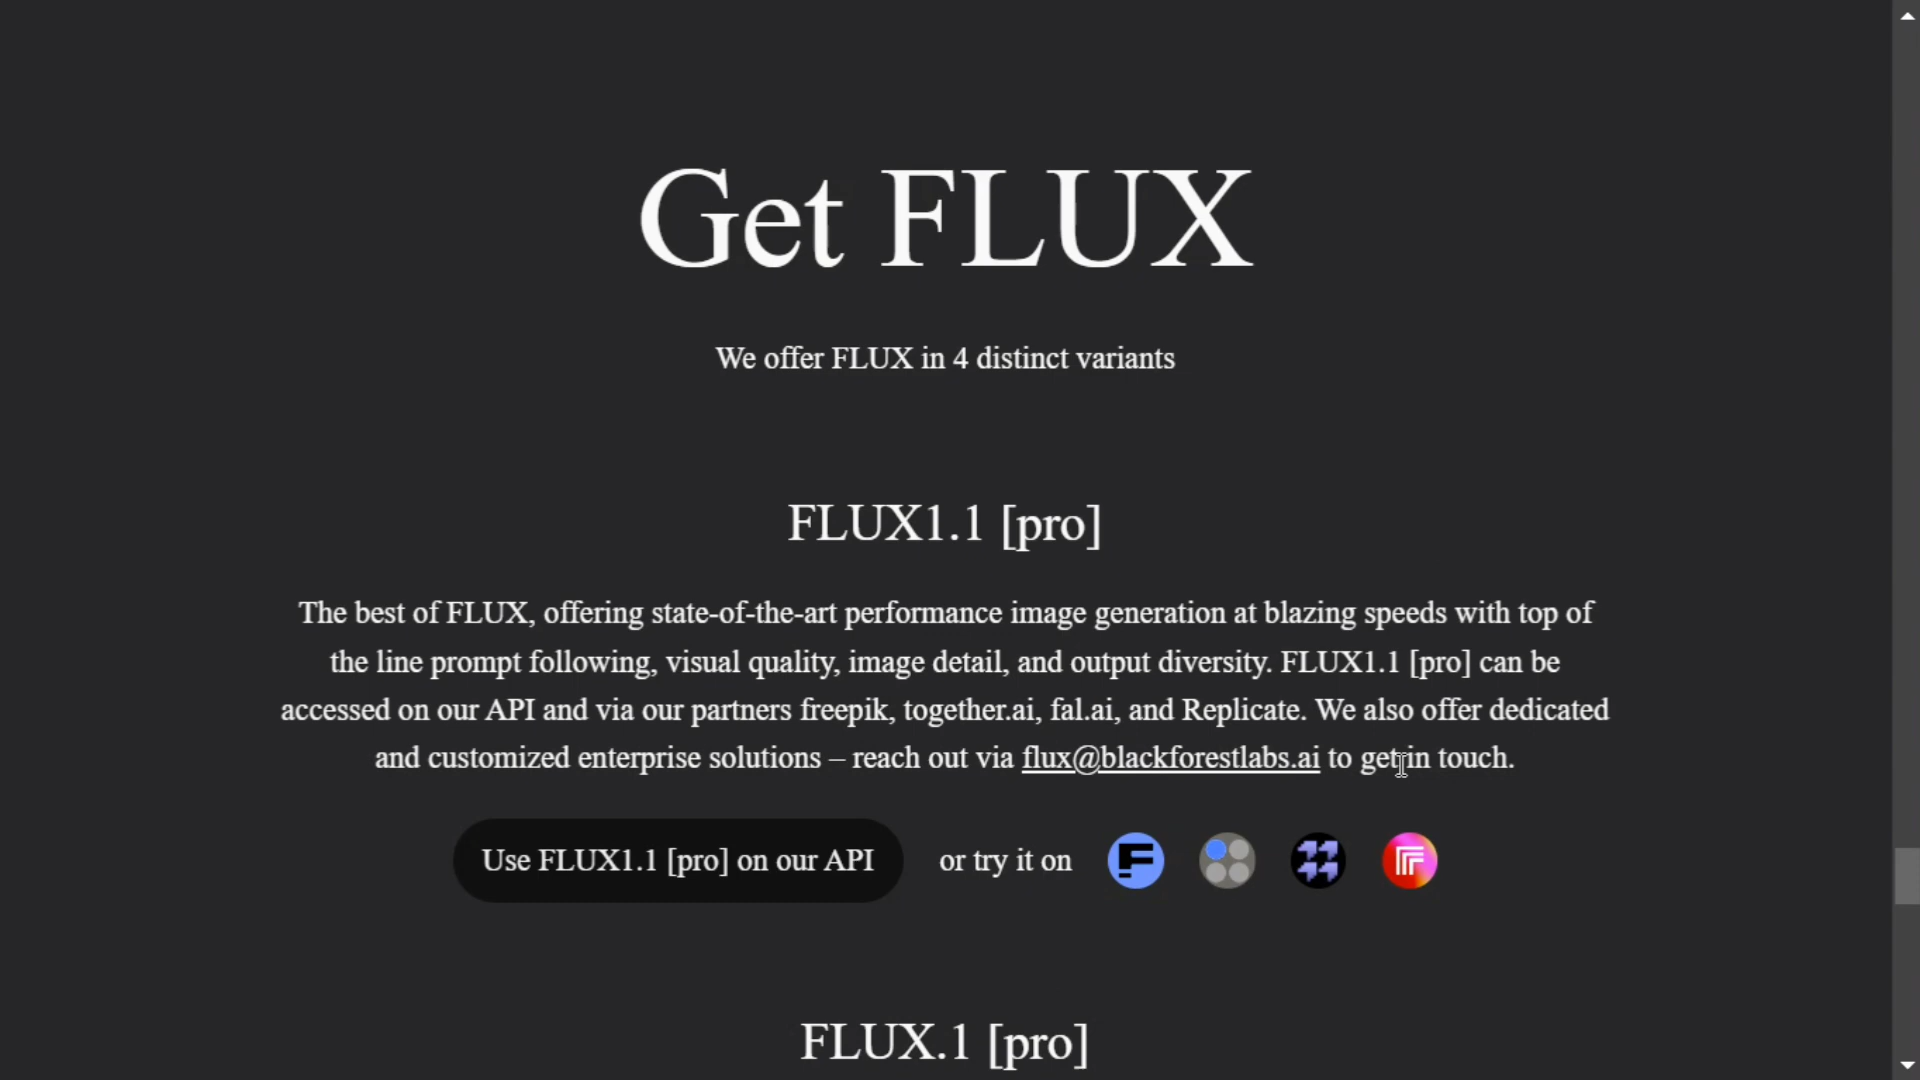 Get FLUX
We offer FLUX in 4 distinct variants
FLUX1.1 [pro]
The best of FLUX, offering state-of-the-art performance image generation at blazing speeds with top of
the line prompt following, visual quality, image detail, and output diversity. FLUX1.1 [pro] can be
accessed on our API and via our partners freepik, together.ai, fal.ai, and Replicate. We also offer dedicated
and customized enterprise solutions – reach out via flux@blackforestlabs.ai to get in touch.
Use FLUX1.1 [pro] on our API or try it on
FLUX.1 [pro]